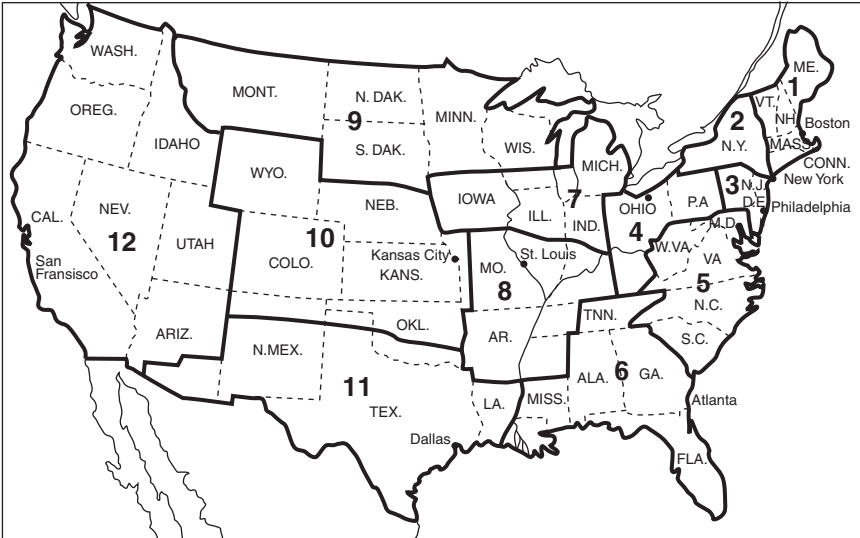 WASH.
MONT.
N. DAK.
MINN.
ME.
1
OREG.
9
VT.
NH.
Boston
2
IDAHO
S. DAK.
WIS.
MICH.
N.Y.
MASS.
CONN.
New York
WYO.
IOWA
7
3
N.J.
NEV.
NEB.
ILL.
IND.
OHIO
P.A
D.E.
Philadelphia
CAL.
UTAH
10
4
M.D.
12
COLO.
Kansas City
KANS.
St. Louis
W.VA.
VA
San
Fransisco
MO.
8
5
N.C.
ARIZ.
OKL.
AR.
TNN.
S.C.
N.MEX.
11
TEX.
LA.
MISS.
ALA.
6
GA.
Atlanta
Dallas
FLA.